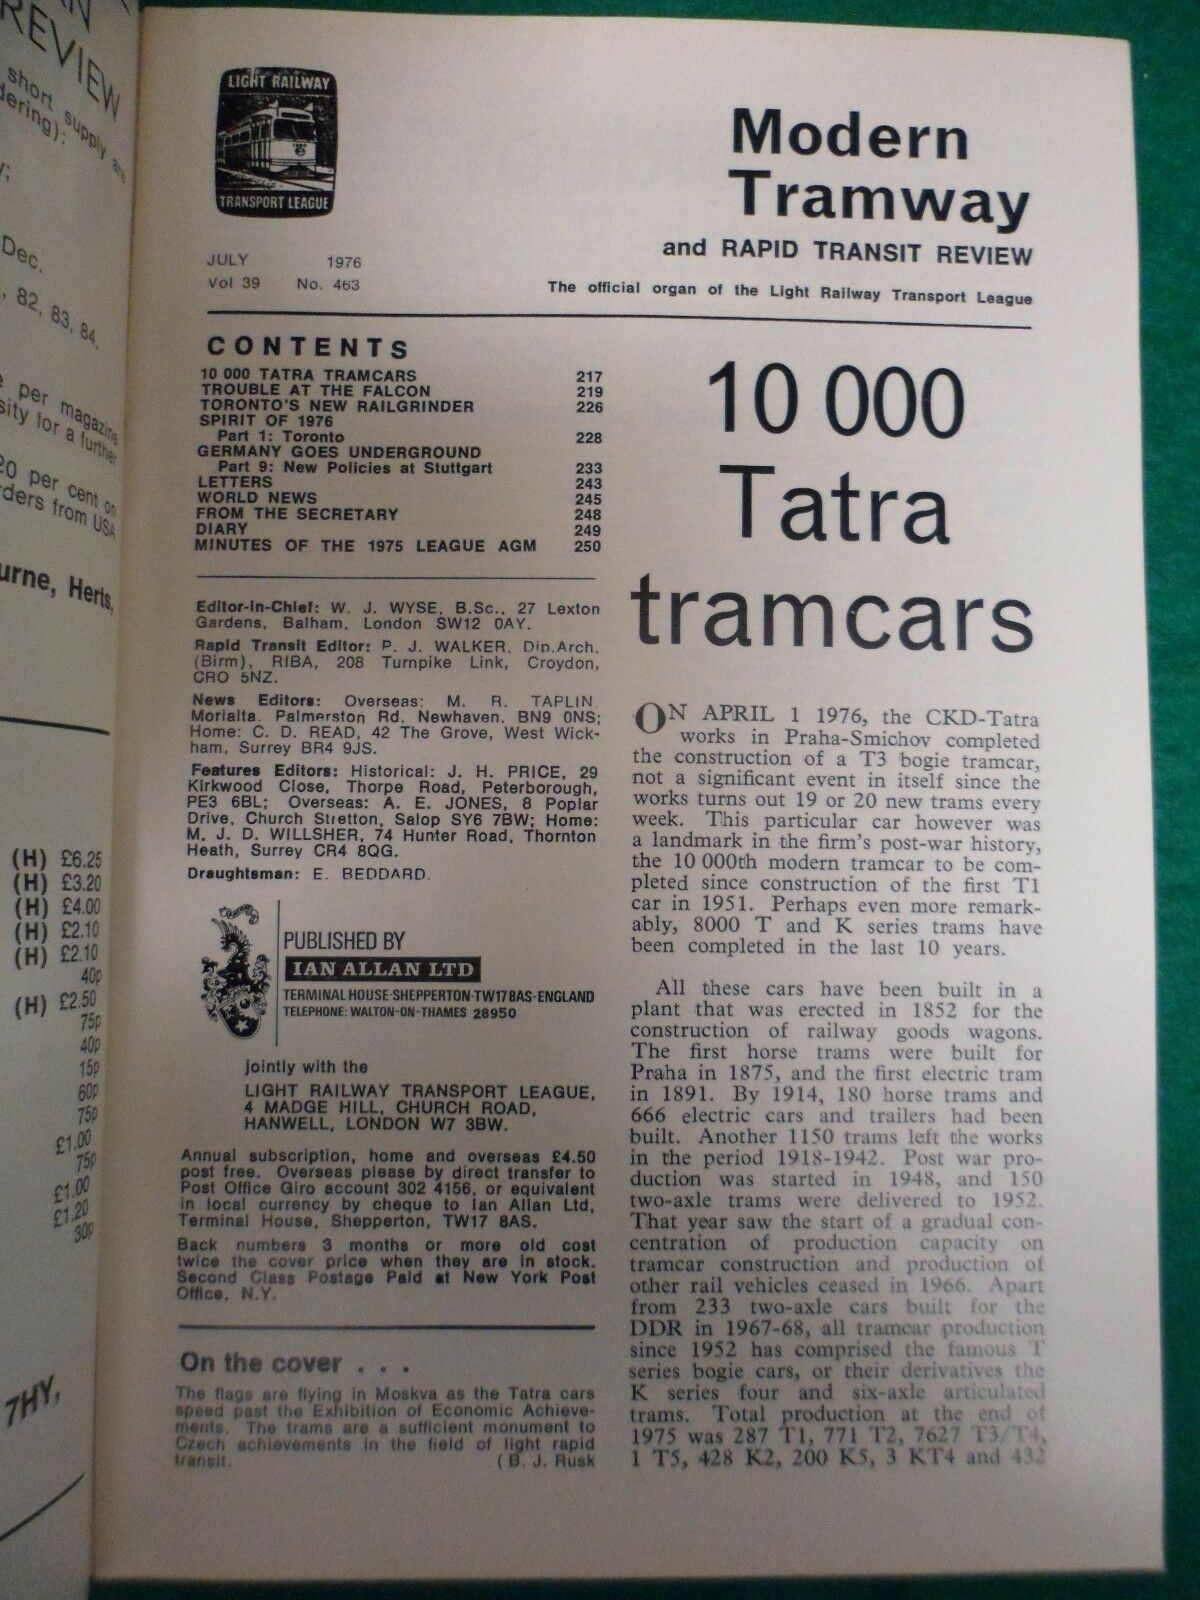 REVIEW
short supply are
dering):
Dec.
82, 83, 84.
per magazine
sity for a further
20 per cent on
rders from USA
urne, Herts,
(H) £6.25
(H) £3.20
(H) £4.00
(H) £2.10
(H) £2.10
40p
(H) £2.50
75p
40p
15p
60p
75p
£1.00
75p
£1.00
£1.20
30p
7HY,
LIGHT RAILWAY
TRANSPORT LEAGUE
Modern
Tramway
and RAPID TRANSIT REVIEW
JULY 1976
Vol 39 No. 463
The official organ of the Light Railway Transport League
CONTENTS
10 000 TATRA TRAMCARS 217
TROUBLE AT THE FALCON 219
TORONTO'S NEW RAILGRINDER 226
SPIRIT OF 1976
Part 1: Toronto 228
GERMANY GOES UNDERGROUND
Part 9: New Policies at Stuttgart 233
LETTERS 243
WORLD NEWS 245
FROM THE SECRETARY 248
DIARY 249
MINUTES OF THE 1975 LEAGUE AGM 250
Editor-in-Chief: W. J. WYSE, B.Sc., 27 Lexton
Gardens, Balham, London SW12 0AY.
Rapid Transit Editor: P. J. WALKER, Dip.Arch.
(Birm), RIBA, 208 Turnpike Link, Croydon,
CRO 5NZ.
News Editors: Overseas: M. R. TAPLIN
Morialta, Palmerston Rd, Newhaven, BN9 0NS;
Home: C. D. READ, 42 The Grove, West Wick-
ham, Surrey BR4 9JS.
Features Editors: Historical: J. H. PRICE, 29
Kirkwood Close, Thorpe Road, Peterborough,
PE3 6BL; Overseas: A. E. JONES, 8 Poplar
Drive, Church Stretton, Salop SY6 7BW; Home:
M. J. D. WILLSHER, 74 Hunter Road, Thornton
Heath, Surrey CR4 8QG.
Draughtsman: E. BEDDARD.
PUBLISHED BY
IAN ALLAN LTD
TERMINAL HOUSE·SHEPPERTON·TW17 8AS·ENGLAND
TELEPHONE: WALTON-ON-THAMES 28950
jointly with the
LIGHT RAILWAY TRANSPORT LEAGUE,
4 MADGE HILL, CHURCH ROAD,
HANWELL, LONDON W7 3BW.
Annual subscription, home and overseas £4.50
post free. Overseas please by direct transfer to
Post Office Giro account 302 4156, or equivalent
in local currency by cheque to Ian Allan Ltd,
Terminal House, Shepperton, TW17 8AS.
Back numbers 3 months or more old cost
twice the cover price when they are in stock.
Second Class Postage Paid at New York Post
Office, N.Y.
On the cover . . .
The flags are flying in Moskva as the Tatra cars
speed past the Exhibition of Economic Achieve-
ments. The trams are a sufficient monument to
Czech achievements in the field of light rapid
transit. (B. J. Rusk
10 000
Tatra
tramcars
ON APRIL 1 1976, the CKD-Tatra
works in Praha-Smichov completed
the construction of a T3 bogie tramcar,
not a significant event in itself since the
works turns out 19 or 20 new trams every
week. This particular car however was
a landmark in the firm's post-war history,
the 10 000th modern tramcar to be com-
pleted since construction of the first T1
car in 1951. Perhaps even more remark-
ably, 8000 T and K series trams have
been completed in the last 10 years.
All these cars have been built in a
plant that was erected in 1852 for the
construction of railway goods wagons.
The first horse trams were built for
Praha in 1875, and the first electric tram
in 1891. By 1914, 180 horse trams and
666 electric cars and trailers had been
built. Another 1150 trams left the works
in the period 1918-1942. Post war pro-
duction was started in 1948, and 150
two-axle trams were delivered to 1952.
That year saw the start of a gradual con-
centration of production capacity on
tramcar construction and production of
other rail vehicles ceased in 1966. Apart
from 233 two-axle cars built for the
DDR in 1967-68, all tramcar production
since 1952 has comprised the famous T
series bogie cars, or their derivatives the
K series four and six-axle articulated
trams. Total production at the end of
1975 was 287 T1, 771 T2, 7627 T3/T4,
1 T5, 428 K2, 200 K5, 3 KT4 and 432